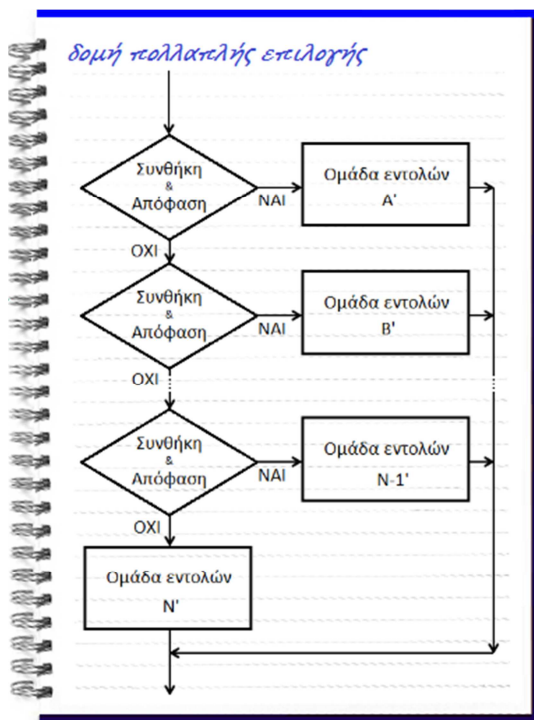 δομή πολλαπλής επιλογής
Συνθήκη
&
Απόφαση
ΝΑΙ
Ομάδα εντολών
Α'
ΟΧΙ
Συνθήκη
&
Απόφαση
ΝΑΙ
Ομάδα εντολών
Β'
ΟΧΙ
Συνθήκη
&
Απόφαση
ΝΑΙ
Ομάδα εντολών
Ν-1'
ΟΧΙ
Ομάδα εντολών
Ν'